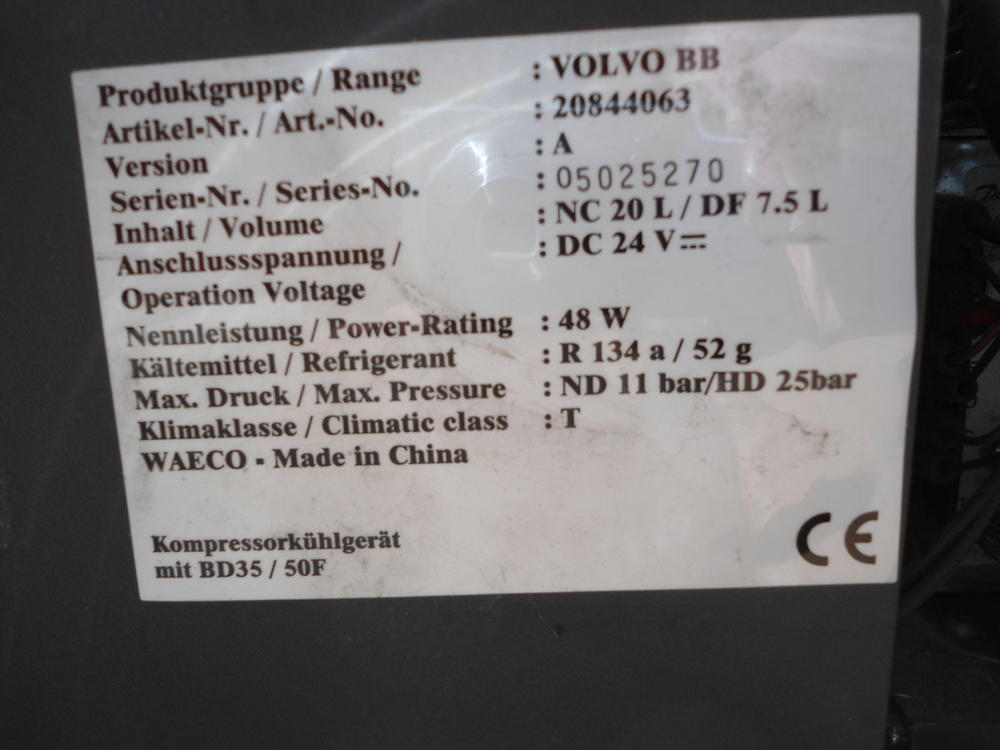 Produktgruppe / Range : VOLVO BB
Artikel-Nr. / Art.-No. : 20844063
Version : A
Serien-Nr. / Series-No. : 05025270
Inhalt / Volume : NC 20 L / DF 7.5 L
Anschlussspannung / : DC 24 V⎓
Operation Voltage
Nennleistung / Power-Rating : 48 W
Kältemittel / Refrigerant : R 134 a / 52 g
Max. Druck / Max. Pressure : ND 11 bar/HD 25bar
Klimaklasse / Climatic class : T
WAECO - Made in China
Kompressorkühlgerät
mit BD35 / 50F
CE